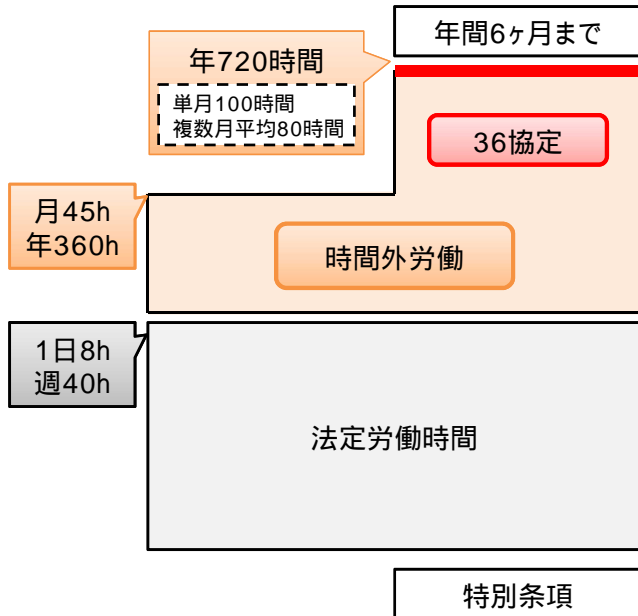 年間6ヶ月まで
年720時間
単月100時間
複数月平均80時間
36協定
月45h
年360h
時間外労働
1日8h
週40h
法定労働時間
特別条項